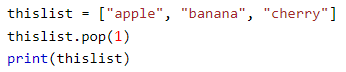 thislist = ["apple", "banana", "cherry"]
thislist.pop(1)
print(thislist)